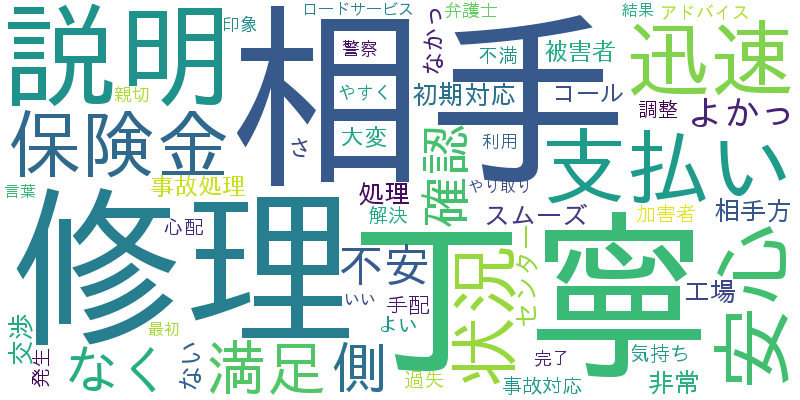 説明
印象
ロードサービス
弁護士
結果
アドバイス
相手
警察
なかっ
不満
被害者
迅速
親切
やすく
初期対応
コール
調整
よかっ
保険金
さ
大変
利用
確認
支払い
言葉
事故処理
処理
やり取り
心配
解決
スムーズ
加害者
相手方
修理
丁寧
不安
状況
センター
安心
工場
いい
手配
よい
交渉
最初
ない
発生
なく
満足
側
過失
完了
事故対応
気持ち
非常